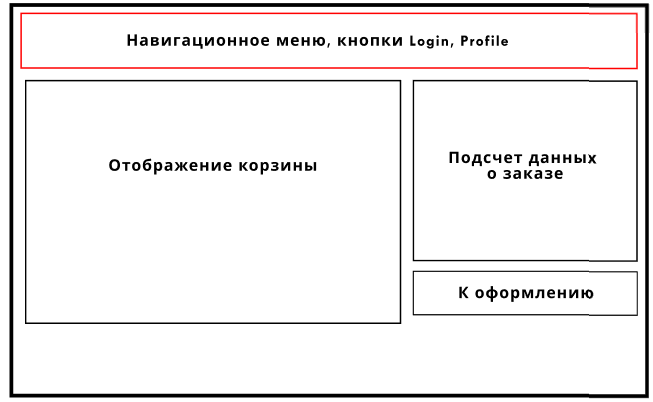 Навигационное меню, кнопки Login, Profile
Отображение корзины
Подсчет данных
о заказе
К оформлению